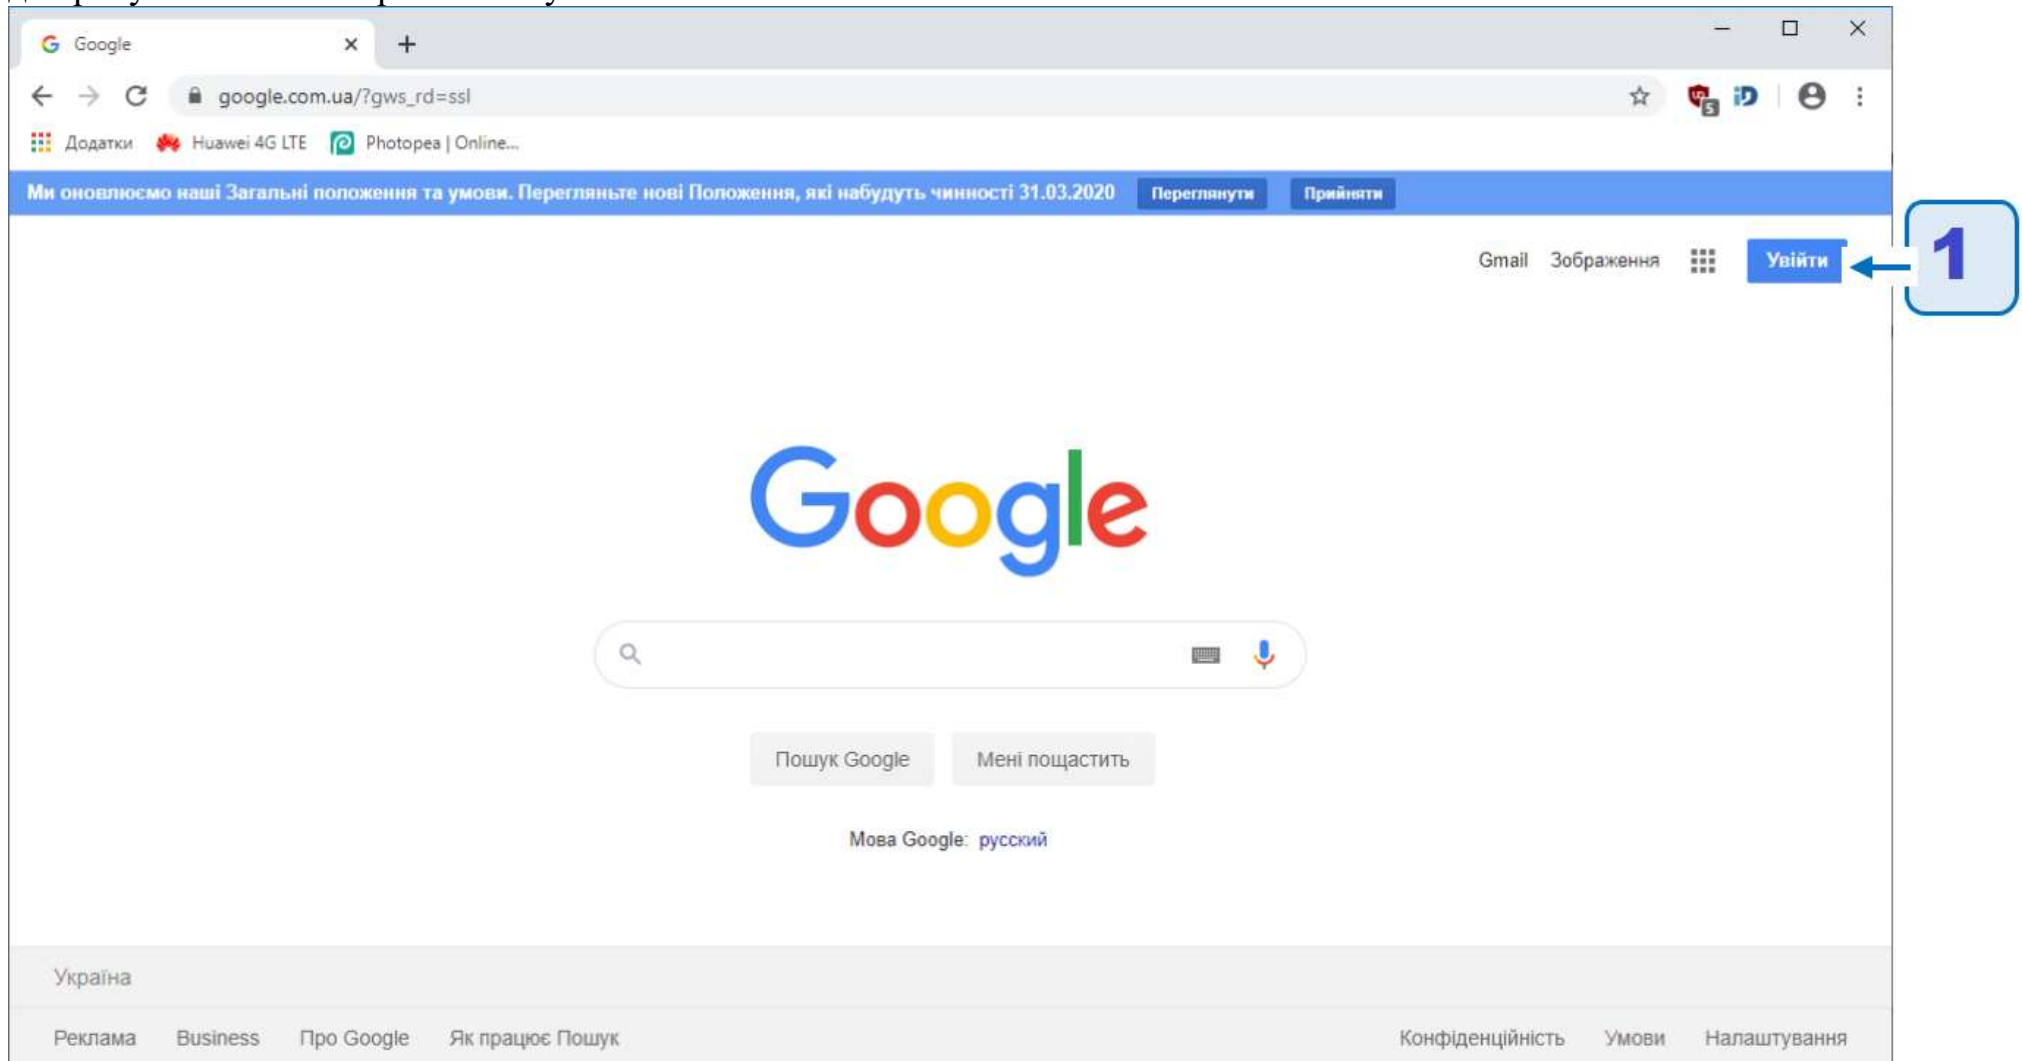 Google
google.com.ua/?gws_rd=ssl
5
Додатки Huawei 4G LTE Photopea | Online...
Ми оновлюємо наші Загальні положення та умови. Перегляньте нові Положення, які набудуть чинності 31.03.2020 Переглянути Прийняти
Gmail Зображення Увійти 1
Google
Пошук Google Мені пощастить
Мова Google: русский
Україна
Реклама Business Про Google Як працює Пошук Конфіденційність Умови Налаштування